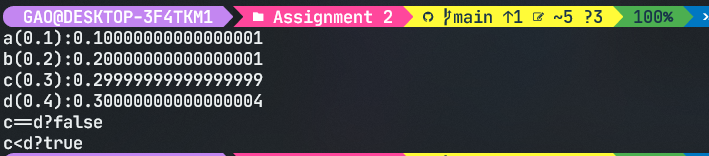 GAO@DESKTOP-3F4TKM1 Assignment 2 main ↑1 ~5 ?3 100%
a(0.1):0.10000000000000001
b(0.2):0.20000000000000001
c(0.3):0.29999999999999999
d(0.4):0.30000000000000004
c==d?false
c<d?true